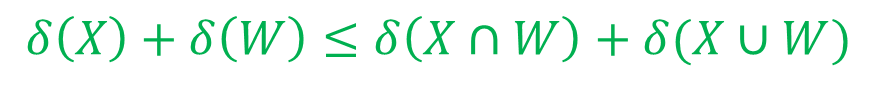 δ(X) + δ(W) ≤ δ(X ∩ W) + δ(X ∪ W)